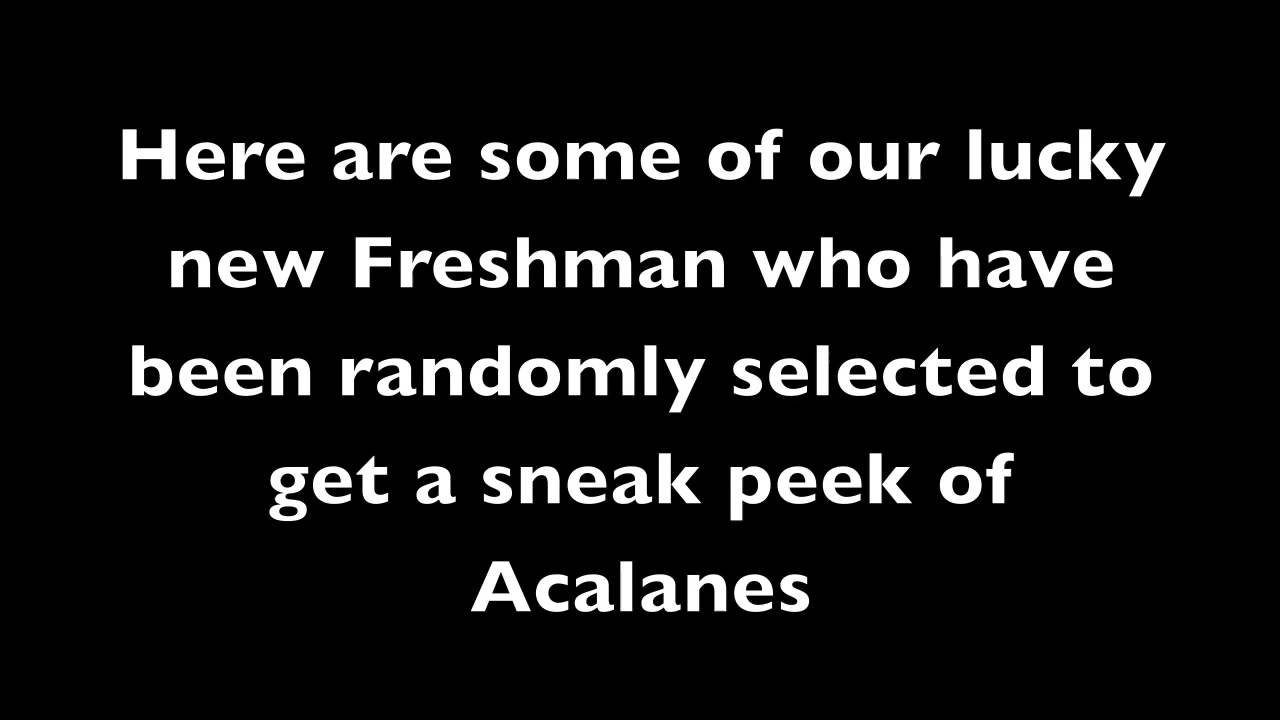 Here are some of our lucky
new Freshman who have
been randomly selected to
get a sneak peek of
Acalanes